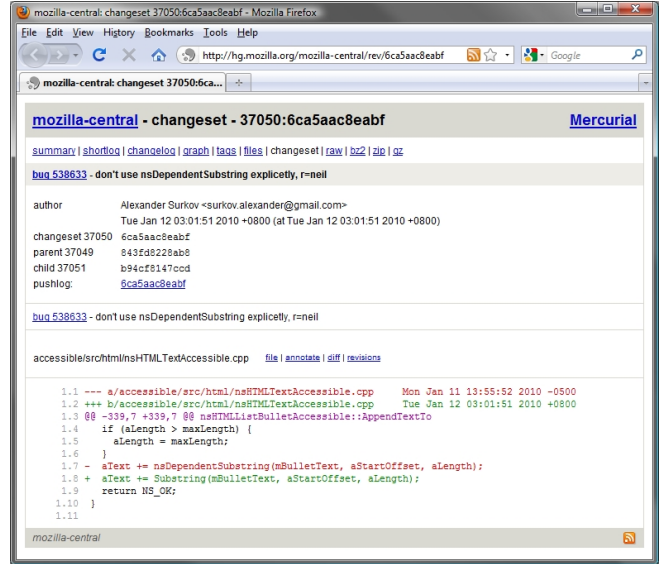 mozilla-central: changeset 37050:6ca5aac8eabf - Mozilla Firefox
File Edit View History Bookmarks Tools Help
http://hg.mozilla.org/mozilla-central/rev/6ca5aac8eabf Google
mozilla-central: changeset 37050:6ca...
mozilla-central - changeset - 37050:6ca5aac8eabf Mercurial
summary | shortlog | changelog | graph | tags | files | changeset | raw | bz2 | zip | gz
bug 538633 - don't use nsDependentSubstring explicetly, r=neil
author Alexander Surkov <surkov.alexander@gmail.com>
Tue Jan 12 03:01:51 2010 +0800 (at Tue Jan 12 03:01:51 2010 +0800)
changeset 37050 6ca5aac8eabf
parent 37049 843fd8228ab8
child 37051 b94cf8147ccd
pushlog: 6ca5aac8eabf
bug 538633 - don't use nsDependentSubstring explicetly, r=neil
accessible/src/html/nsHTMLTextAccessible.cpp file | annotate | diff | revisions
1.1 --- a/accessible/src/html/nsHTMLTextAccessible.cpp Mon Jan 11 13:55:52 2010 -0500
1.2 +++ b/accessible/src/html/nsHTMLTextAccessible.cpp Tue Jan 12 03:01:51 2010 +0800
1.3 @@ -339,7 +339,7 @@ nsHTMLListBulletAccessible::AppendTextTo
1.4 if (aLength > maxLength) {
1.5 aLength = maxLength;
1.6 }
1.7 - aText += nsDependentSubstring(mBulletText, aStartOffset, aLength);
1.8 + aText += Substring(mBulletText, aStartOffset, aLength);
1.9 return NS_OK;
1.10 }
1.11
mozilla-central